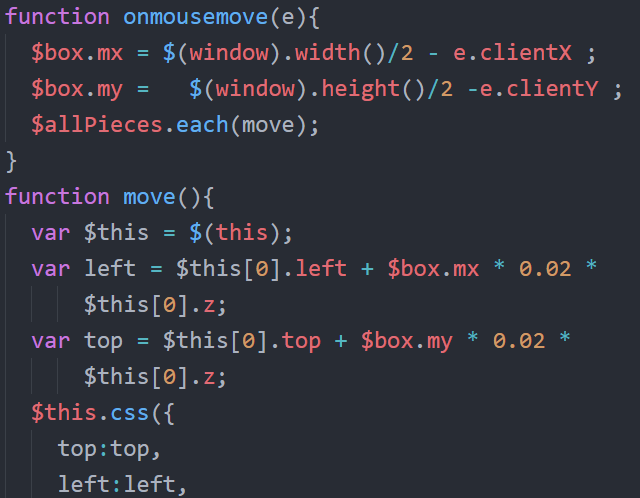 function onmousemove(e){
  $box.mx = $(window).width()/2 - e.clientX ;
  $box.my =   $(window).height()/2 -e.clientY ;
  $allPieces.each(move);
}
function move(){
  var $this = $(this);
  var left = $this[0].left + $box.mx * 0.02 *
      $this[0].z;
  var top = $this[0].top + $box.my * 0.02 *
      $this[0].z;
  $this.css({
    top:top,
    left:left,